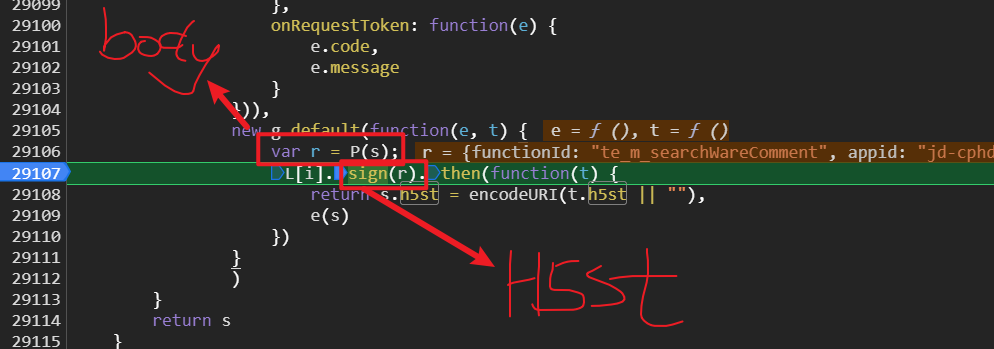 29099 },
29100 onRequestToken: function(e) {
29101 e.code,
29102 e.message
29103 }
29104 })),
29105 new g.default(function(e, t) { e = ƒ (), t = ƒ ()
29106 var r = P(s); r = {functionId: "te_m_searchWareComment", appid: "jd-cphd
29107 L[i].sign(r).then(function(t) {
29108 return s.h5st = encodeURI(t.h5st || ""),
29109 e(s)
29110 })
29111 }
29112 )
29113 }
29114 return s
29115 }
body
H5st